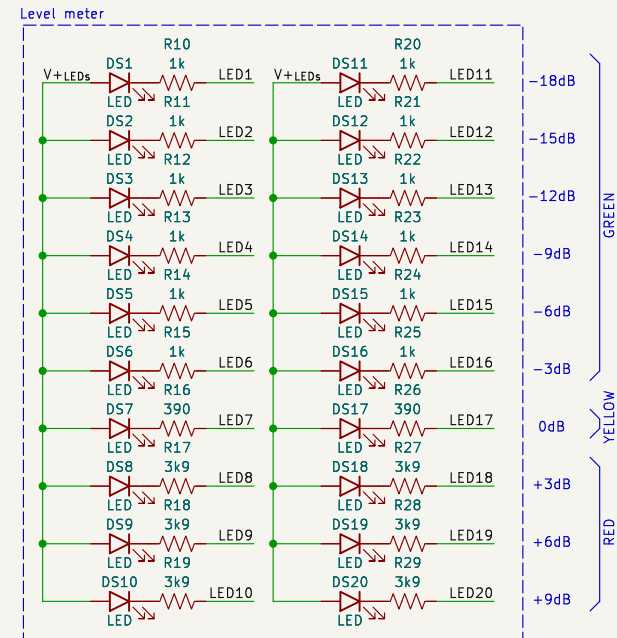 Level meter
R10 R20
DS1 1k DS11 1k
V+LEDs LED1 V+LEDs LED11 -18dB
LED R11 LED R21
DS2 1k DS12 1k
LED2 LED12 -15dB
LED R12 LED R22
DS3 1k DS13 1k
LED3 LED13 -12dB
LED R13 LED R23
GREEN
DS4 1k DS14 1k
LED4 LED14 -9dB
LED R14 LED R24
DS5 1k DS15 1k
LED5 LED15 -6dB
LED R15 LED R25
DS6 1k DS16 1k
LED6 LED16 -3dB
LED R16 LED R26
DS7 390 DS17 390
LED7 LED17 0dB YELLOW
LED R17 LED R27
DS8 3k9 DS18 3k9
LED8 LED18 +3dB
LED R18 LED R28
DS9 3k9 DS19 3k9
LED9 LED19 +6dB RED
LED R19 LED R29
DS10 3k9 DS20 3k9
LED10 LED20 +9dB
LED LED